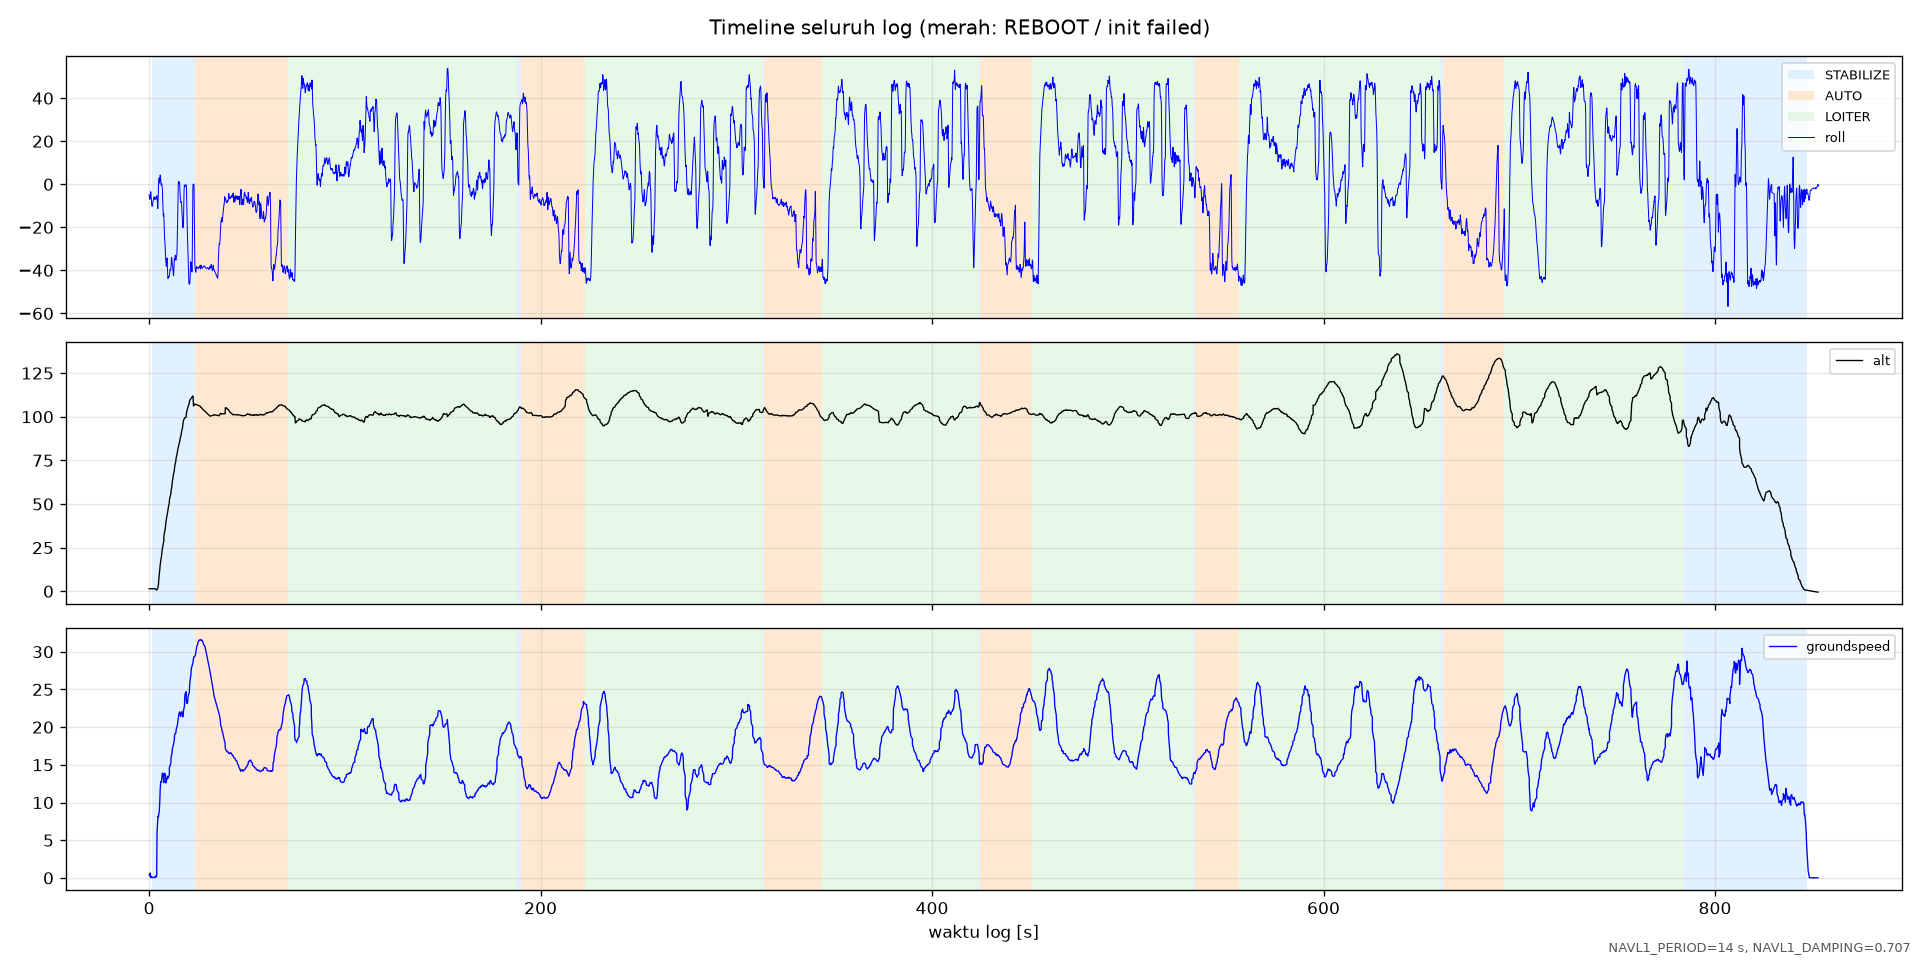 Timeline seluruh log (merah: REBOOT / init failed)
40
20
0
−20
−40
−60
STABILIZE
AUTO
LOITER
roll
125
100
75
50
25
0
alt
30
25
20
15
10
5
0
groundspeed
0 200 400 600 800
waktu log [s]
NAVL1_PERIOD=14 s, NAVL1_DAMPING=0.707